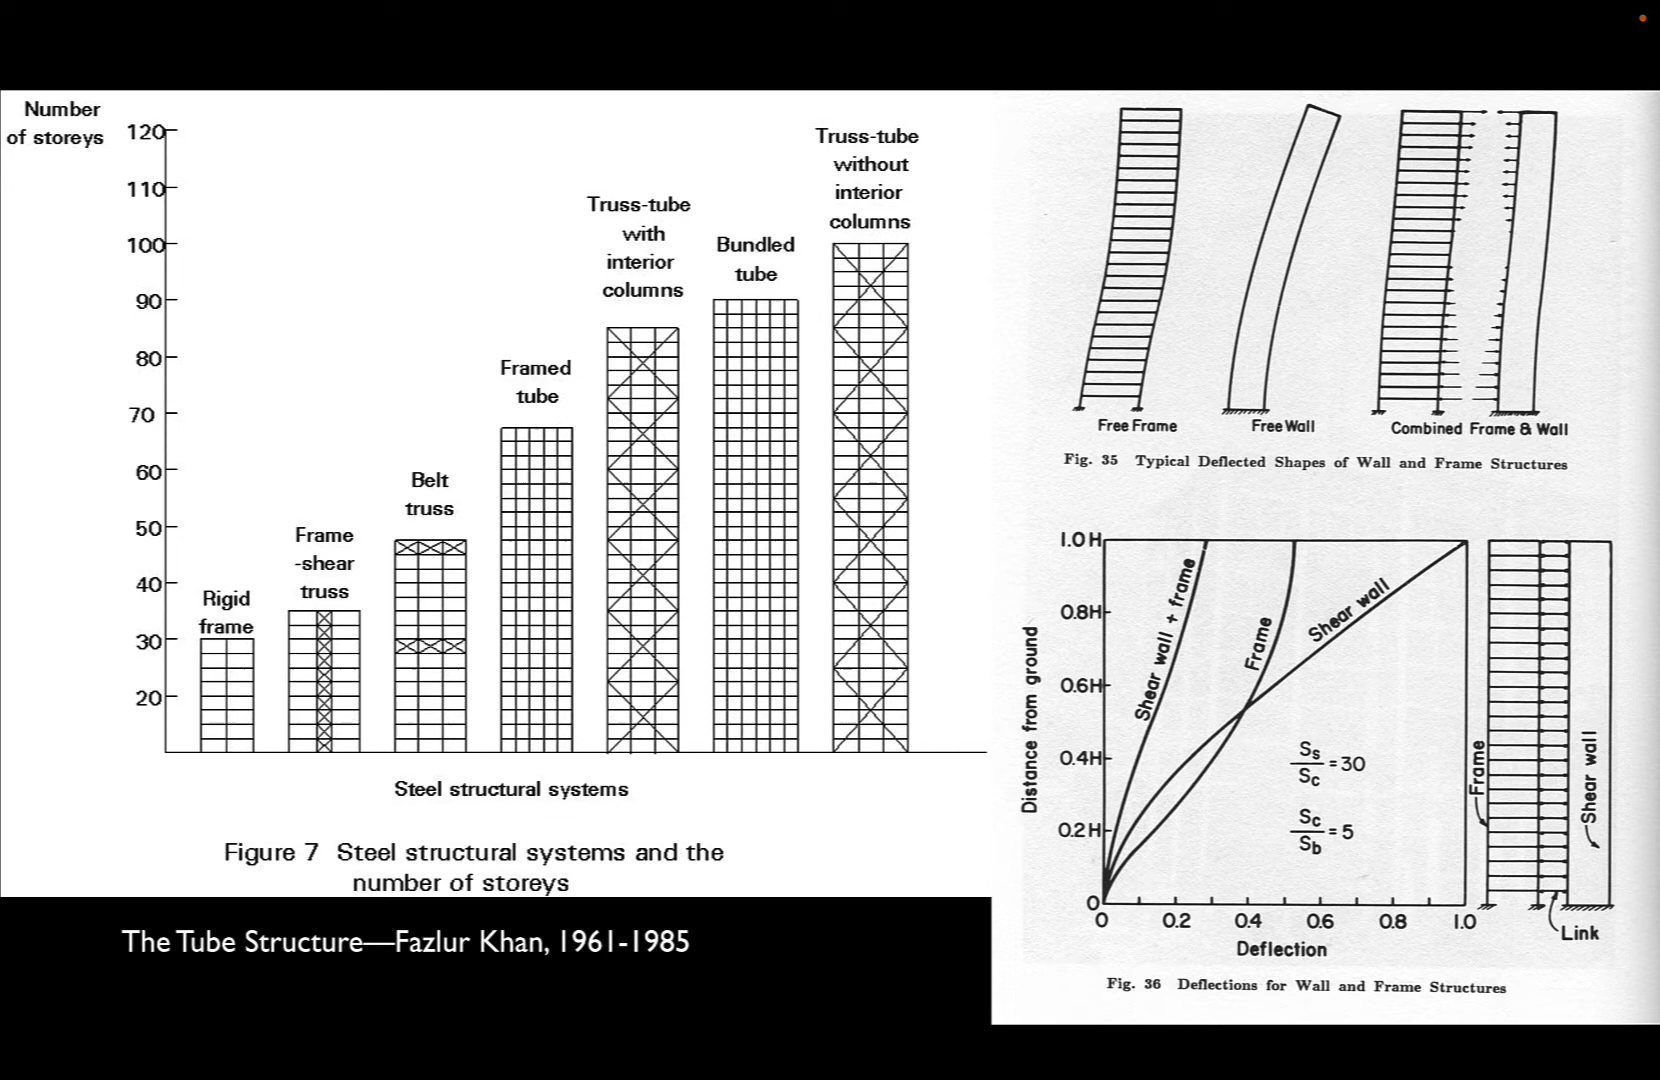 Number
of storeys
120
110
100
90
80
70
60
50
40
30
20
Rigid
frame
Frame
-shear
truss
Belt
truss
Framed
tube
Truss-tube
with
interior
columns
Bundled
tube
Truss-tube
without
interior
columns
Steel structural systems
Figure 7 Steel structural systems and the
number of storeys
The Tube Structure—Fazlur Khan, 1961-1985
Free Frame
Free Wall
Combined Frame & Wall
Fig. 35 Typical Deflected Shapes of Wall and Frame Structures
Distance from ground
1.0 H
0.8H
0.6H
0.4H
0.2H
0
Shear wall + frame
Frame
Shear wall
Ss/Sc = 30
Sc/Sb = 5
0 0.2 0.4 0.6 0.8 1.0
Deflection
Frame
Shear wall
Link
Fig. 36 Deflections for Wall and Frame Structures